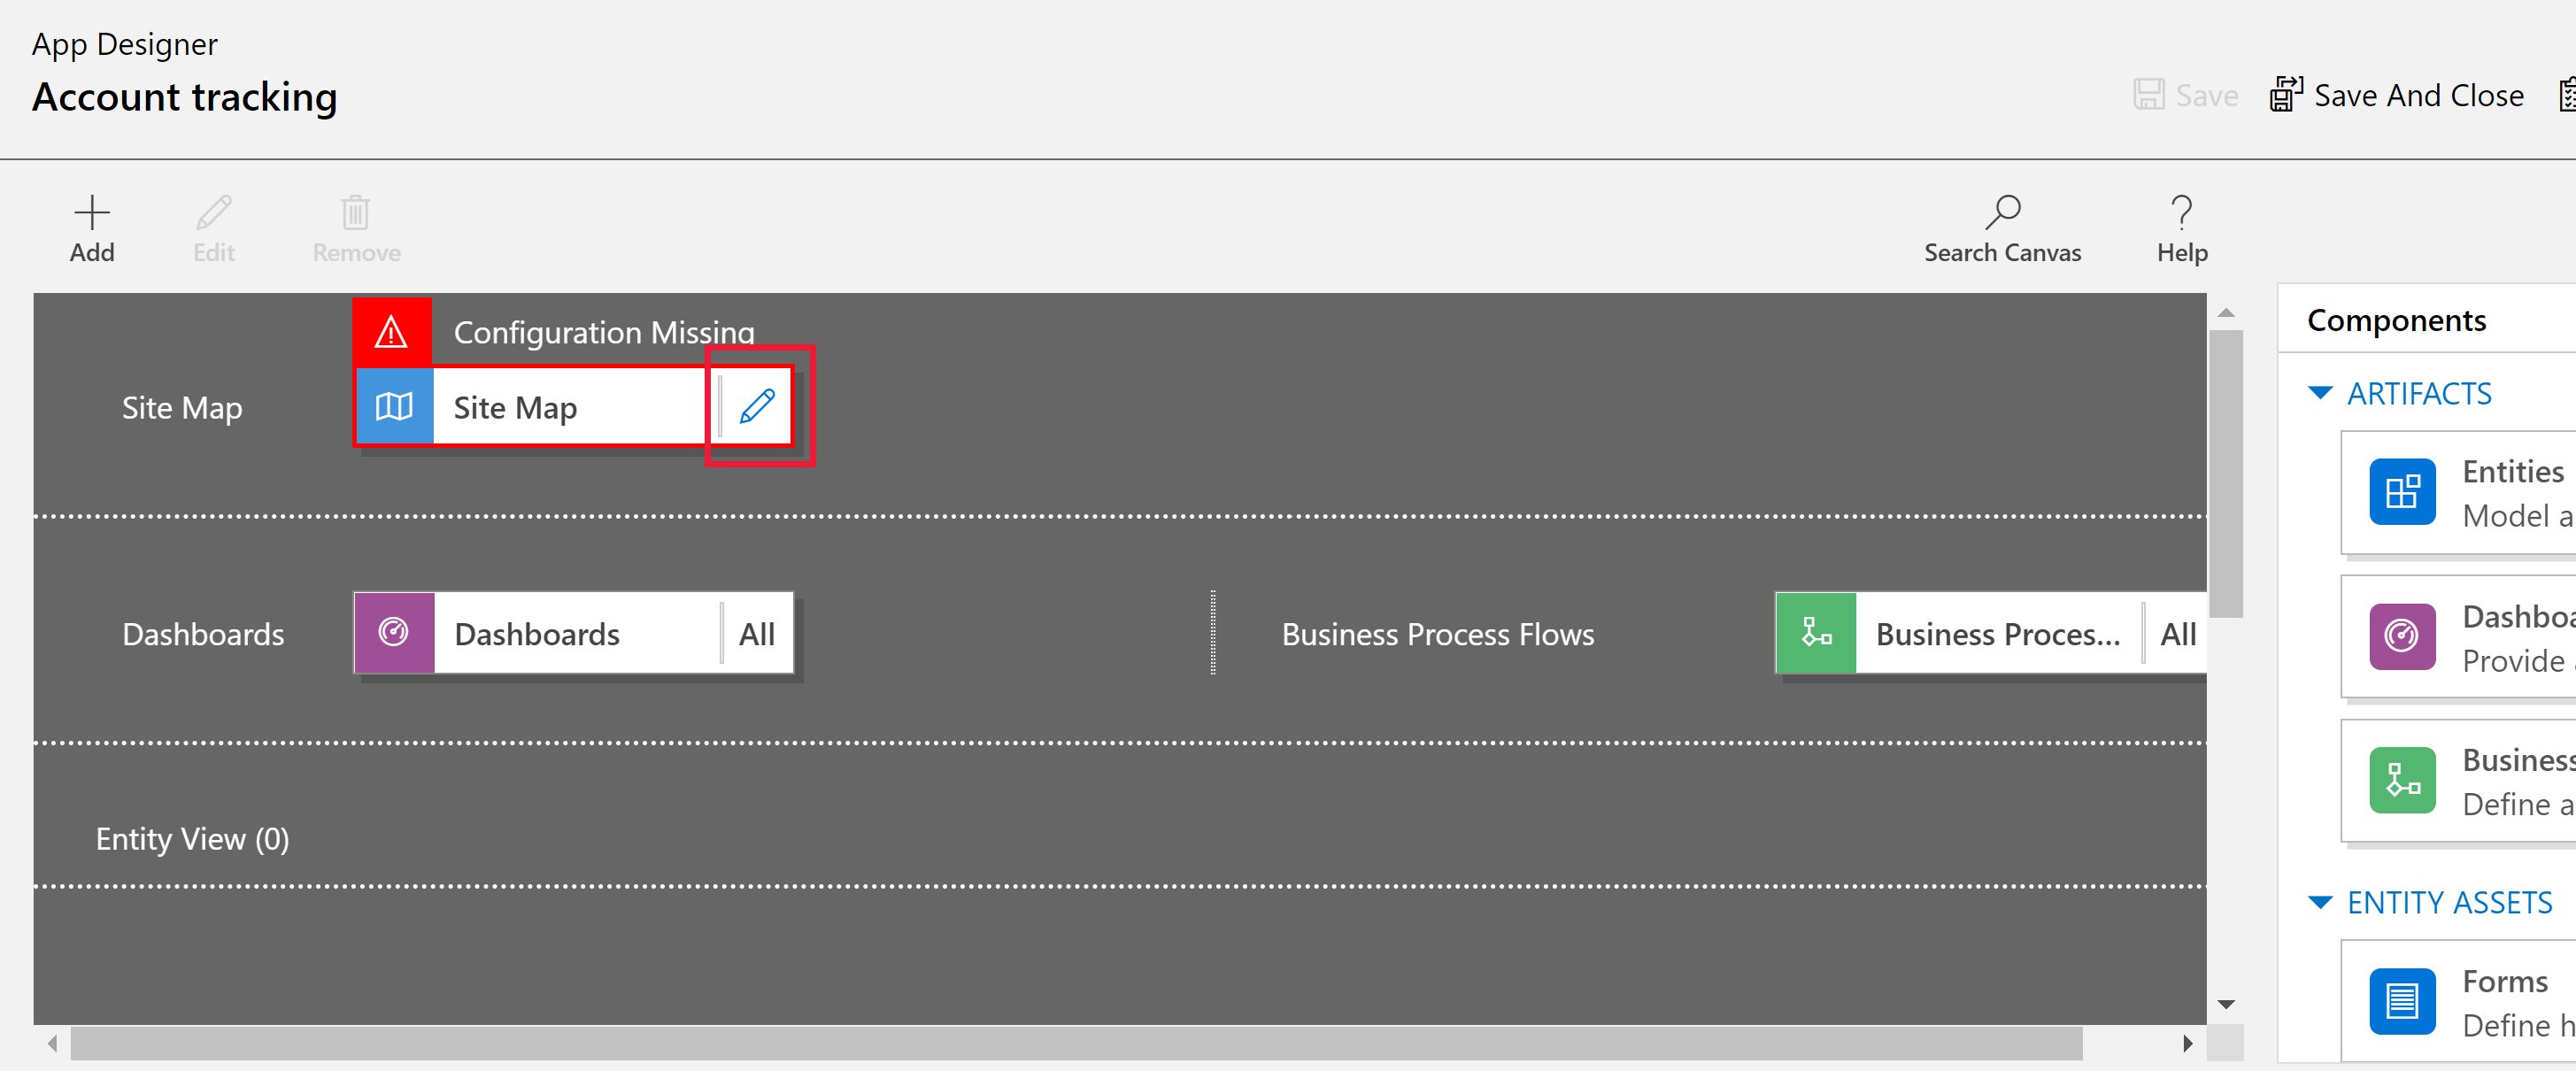 App Designer
Account tracking
Save
Save And Close
Add
Edit
Remove
Search Canvas
Help
Configuration Missing
Site Map
Site Map
Dashboards
Dashboards
All
Business Process Flows
Business Proces...
All
Entity View (0)
Components
ARTIFACTS
Entities
Model a
Dashboa
Provide
Business
Define a
ENTITY ASSETS
Forms
Define h